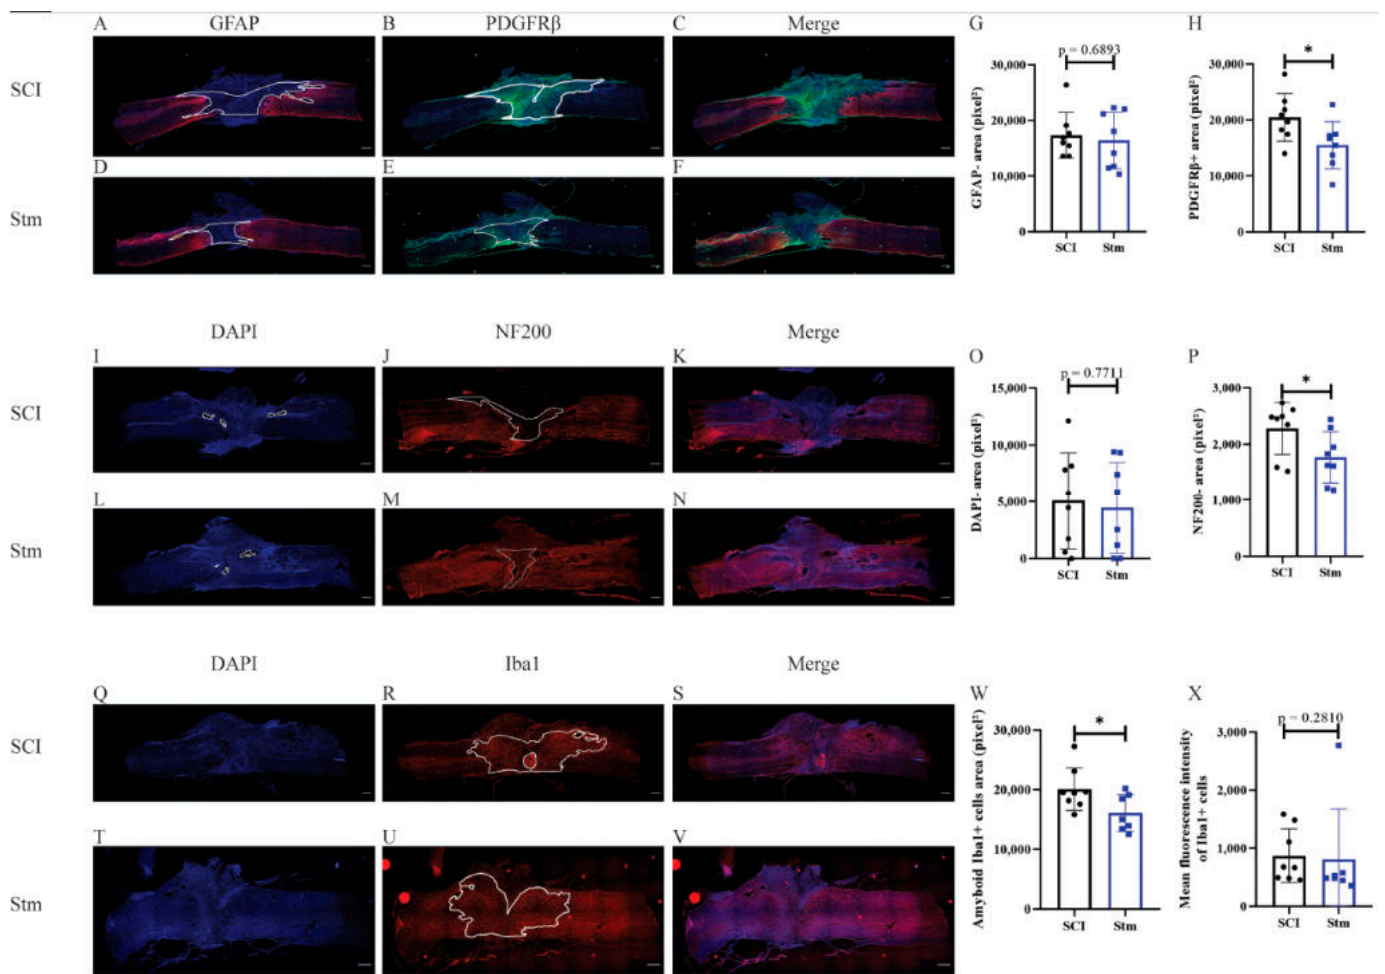 A GFAP B PDGFRβ C Merge G H
SCI
D E F
Stm
p = 0.6893
GFAP- area (pixel²)
30,000
20,000
10,000
0
SCI Stm
*
PDGFRβ+ area (pixel²)
30,000
20,000
10,000
0
SCI Stm
DAPI NF200 Merge
I J K O P
SCI
L M N
Stm
p = 0.7711
DAPI- area (pixel²)
15,000
10,000
5,000
0
SCI Stm
*
NF200- area (pixel²)
3,000
2,000
1,000
0
SCI Stm
DAPI Iba1 Merge
Q R S W X
SCI
T U V
Stm
*
Amyboid Iba1+ cells area (pixel²)
30,000
20,000
10,000
0
SCI Stm
p = 0.2810
Mean fluorescence intensity
of Iba1+ cells
3,000
2,000
1,000
0
SCI Stm